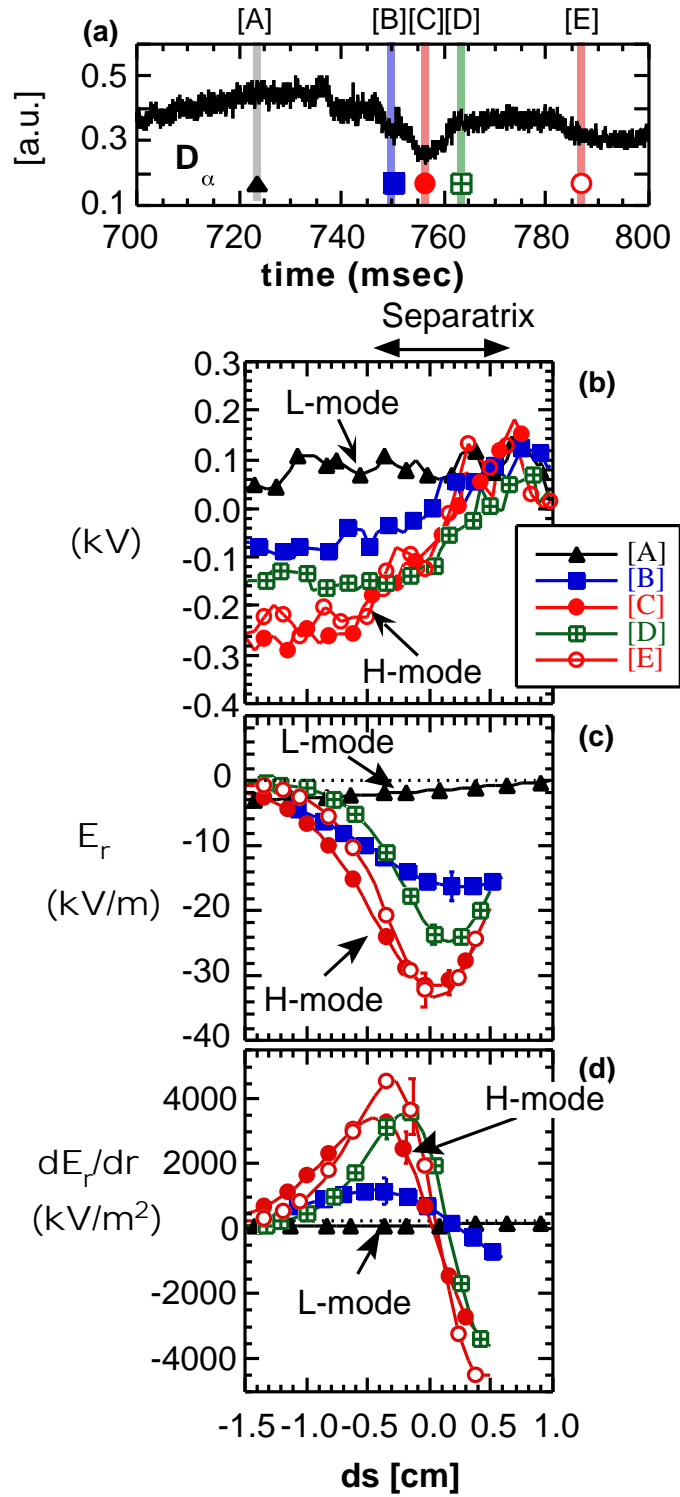 [A] [B] [C] [D] [E]
(a)
0.5
0.3
0.1
[a.u.]
Dα
700 720 740 760 780 800
time (msec)
Separatrix
(b)
0.3
0.2
0.1
0.0
-0.1
-0.2
-0.3
-0.4
(kV)
L-mode
H-mode
[A]
[B]
[C]
[D]
[E]
(c)
L-mode
0
-10
-20
-30
-40
Er
(kV/m)
H-mode
(d)
4000
2000
0
-2000
-4000
dEr/dr
(kV/m2)
H-mode
L-mode
-1.5 -1.0 -0.5 0.0 0.5 1.0
ds [cm]